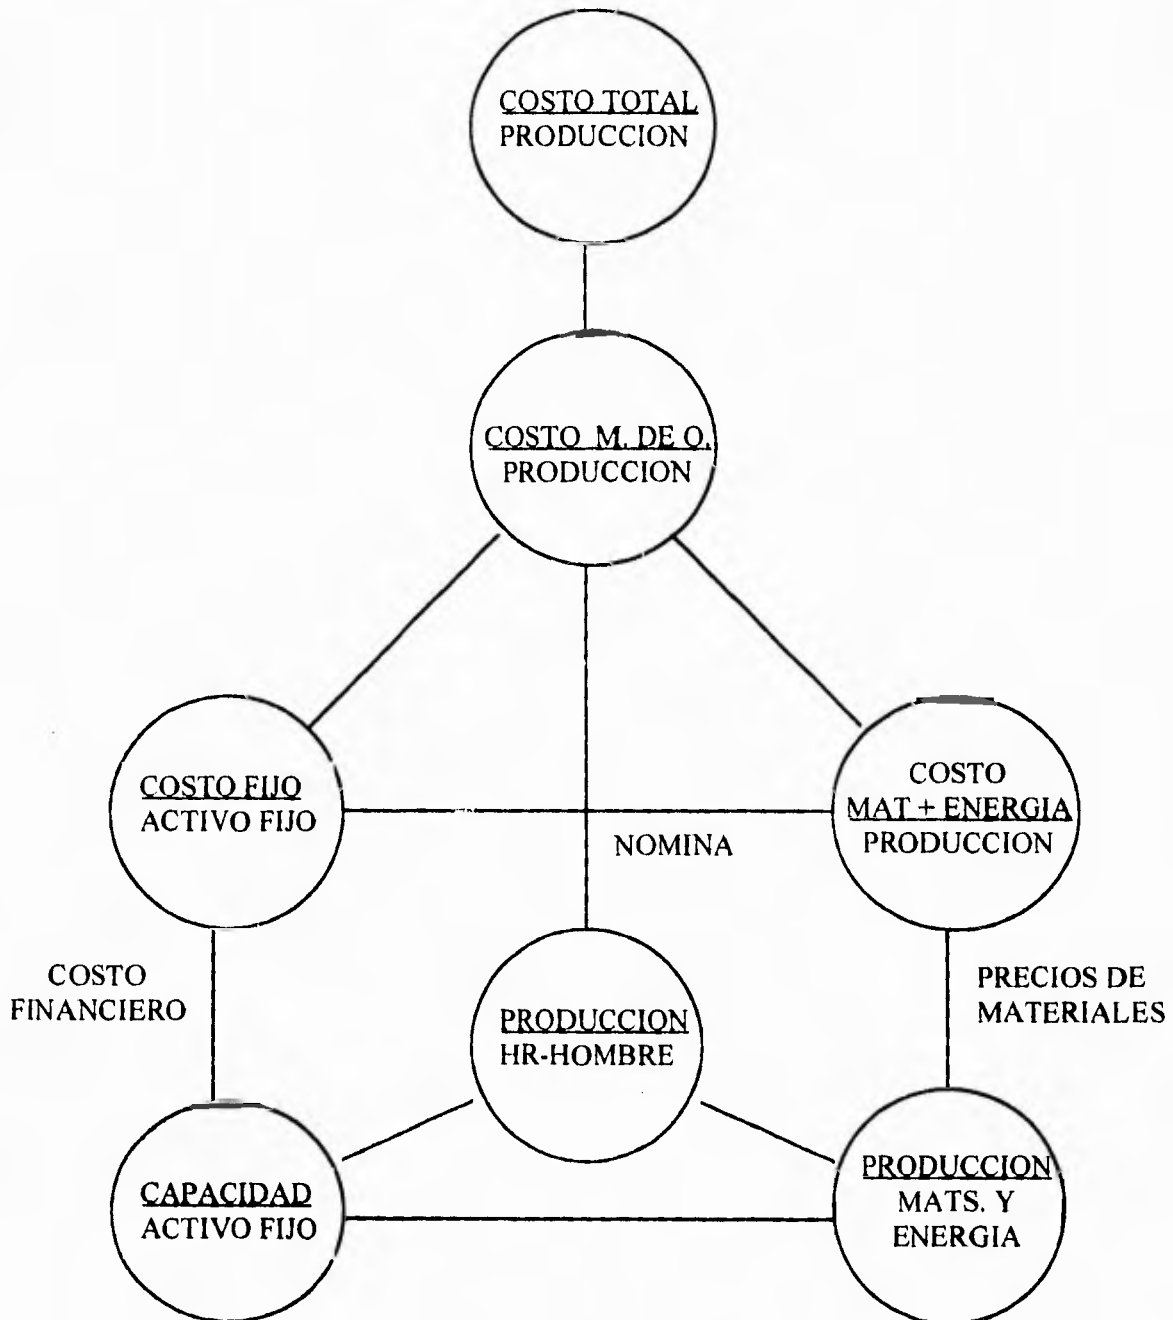 COSTO TOTAL
PRODUCCION
COSTO M. DE O.
PRODUCCION
COSTO FIJO
ACTIVO FIJO
COSTO
MAT + ENERGIA
PRODUCCION
NOMINA
COSTO
FINANCIERO
PRECIOS DE
MATERIALES
PRODUCCION
HR-HOMBRE
CAPACIDAD
ACTIVO FIJO
PRODUCCION
MATS. Y
ENERGIA